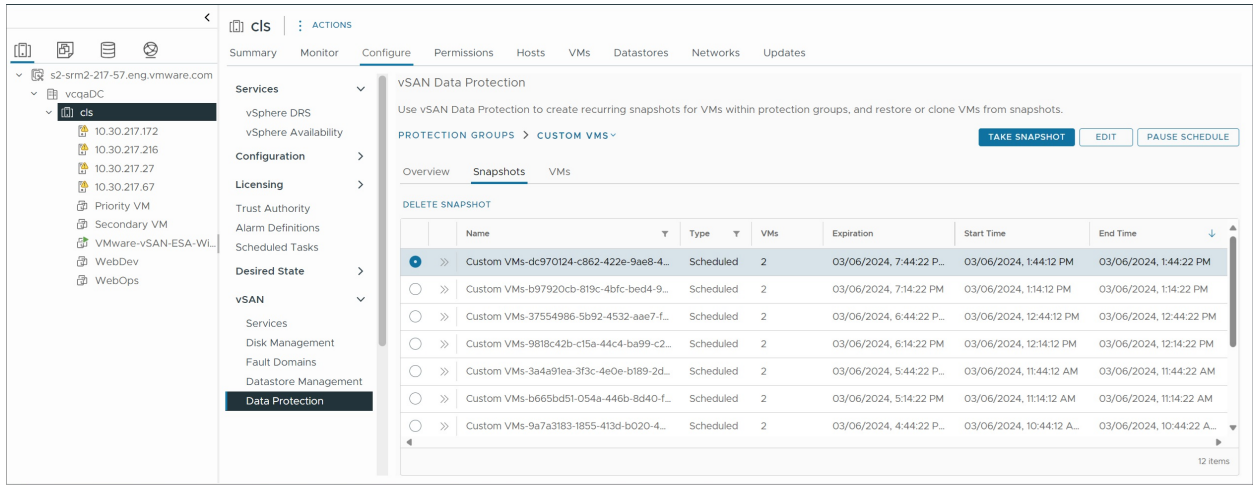 cls
ACTIONS
Summary Monitor Configure Permissions Hosts VMs Datastores Networks Updates
s2-srm2-217-57.eng.vmware.com
vcqaDC
cls
10.30.217.172
10.30.217.216
10.30.217.27
10.30.217.67
Priority VM
Secondary VM
VMware-vSAN-ESA-Wi...
WebDev
WebOps
Services
vSphere DRS
vSphere Availability
Configuration
Licensing
Trust Authority
Alarm Definitions
Scheduled Tasks
Desired State
vSAN
Services
Disk Management
Fault Domains
Datastore Management
Data Protection
vSAN Data Protection
Use vSAN Data Protection to create recurring snapshots for VMs within protection groups, and restore or clone VMs from snapshots.
PROTECTION GROUPS > CUSTOM VMS
TAKE SNAPSHOT EDIT PAUSE SCHEDULE
Overview Snapshots VMs
DELETE SNAPSHOT
Name Type VMs Expiration Start Time End Time
Custom VMs-dc970124-c862-422e-9ae8-4... Scheduled 2 03/06/2024, 7:44:22 P... 03/06/2024, 1:44:12 PM 03/06/2024, 1:44:22 PM
Custom VMs-b97920cb-819c-4bfc-bed4-9... Scheduled 2 03/06/2024, 7:14:22 PM 03/06/2024, 1:14:12 PM 03/06/2024, 1:14:22 PM
Custom VMs-37554986-5b92-4532-aae7-f... Scheduled 2 03/06/2024, 6:44:22 P... 03/06/2024, 12:44:12 PM 03/06/2024, 12:44:22 PM
Custom VMs-9818c42b-c15a-44c4-ba99-c2... Scheduled 2 03/06/2024, 6:14:22 PM 03/06/2024, 12:14:12 PM 03/06/2024, 12:14:22 PM
Custom VMs-3a4a91ea-3f3c-4e0e-b189-2d... Scheduled 2 03/06/2024, 5:44:22 P... 03/06/2024, 11:44:12 AM 03/06/2024, 11:44:22 AM
Custom VMs-b665bd51-054a-446b-8d40-f... Scheduled 2 03/06/2024, 5:14:22 PM 03/06/2024, 11:14:12 AM 03/06/2024, 11:14:22 AM
Custom VMs-9a7a3183-1855-413d-b020-4... Scheduled 2 03/06/2024, 4:44:22 P... 03/06/2024, 10:44:12 A... 03/06/2024, 10:44:22 A...
12 items